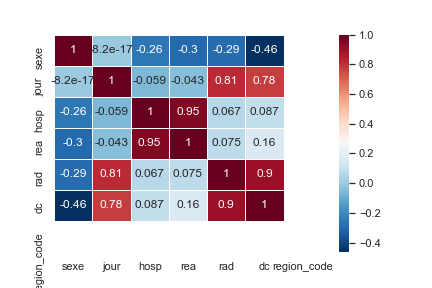 sexe 1 -8.2e-17 -0.26 -0.3 -0.29 -0.46
jour -8.2e-17 1 -0.059 -0.043 0.81 0.78
hosp -0.26 -0.059 1 0.95 0.067 0.087
rea -0.3 -0.043 0.95 1 0.075 0.16
rad -0.29 0.81 0.067 0.075 1 0.9
dc -0.46 0.78 0.087 0.16 0.9 1
egion_code
sexe jour hosp rea rad dc region_code
1.0
0.8
0.6
0.4
0.2
0.0
−0.2
−0.4